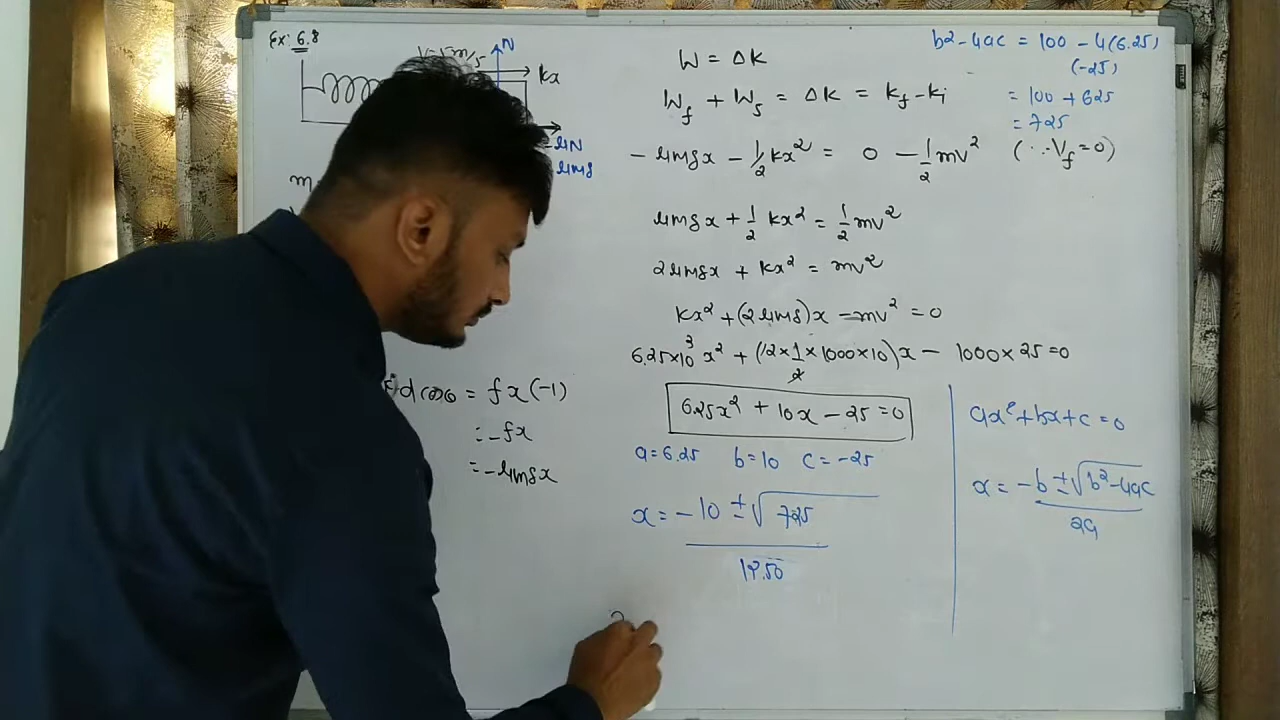 Ex: 6.8
V=5m/s
N
kx
μN
μmg
m
Fd cosθ = fx(-1)
= -fx
= -μmgx
W = ΔK
W_f + W_s = ΔK = K_f - K_i
-μmgx - 1/2 kx² = 0 - 1/2 mv² (∵ V_f = 0)
μmgx + 1/2 kx² = 1/2 mv²
2μmgx + kx² = mv²
kx² + (2μmg)x - mv² = 0
6.25×10³ x² + (2 × 1/2 × 1000×10)x - 1000×25 = 0
6.25x² + 10x - 25 = 0
a = 6.25 b = 10 c = -25
x = -10 ± √725
12.50
b² - 4ac = 100 - 4(6.25)
(-25)
= 100 + 625
= 725
ax² + bx + c = 0
x = -b ± √b² - 4ac
2a